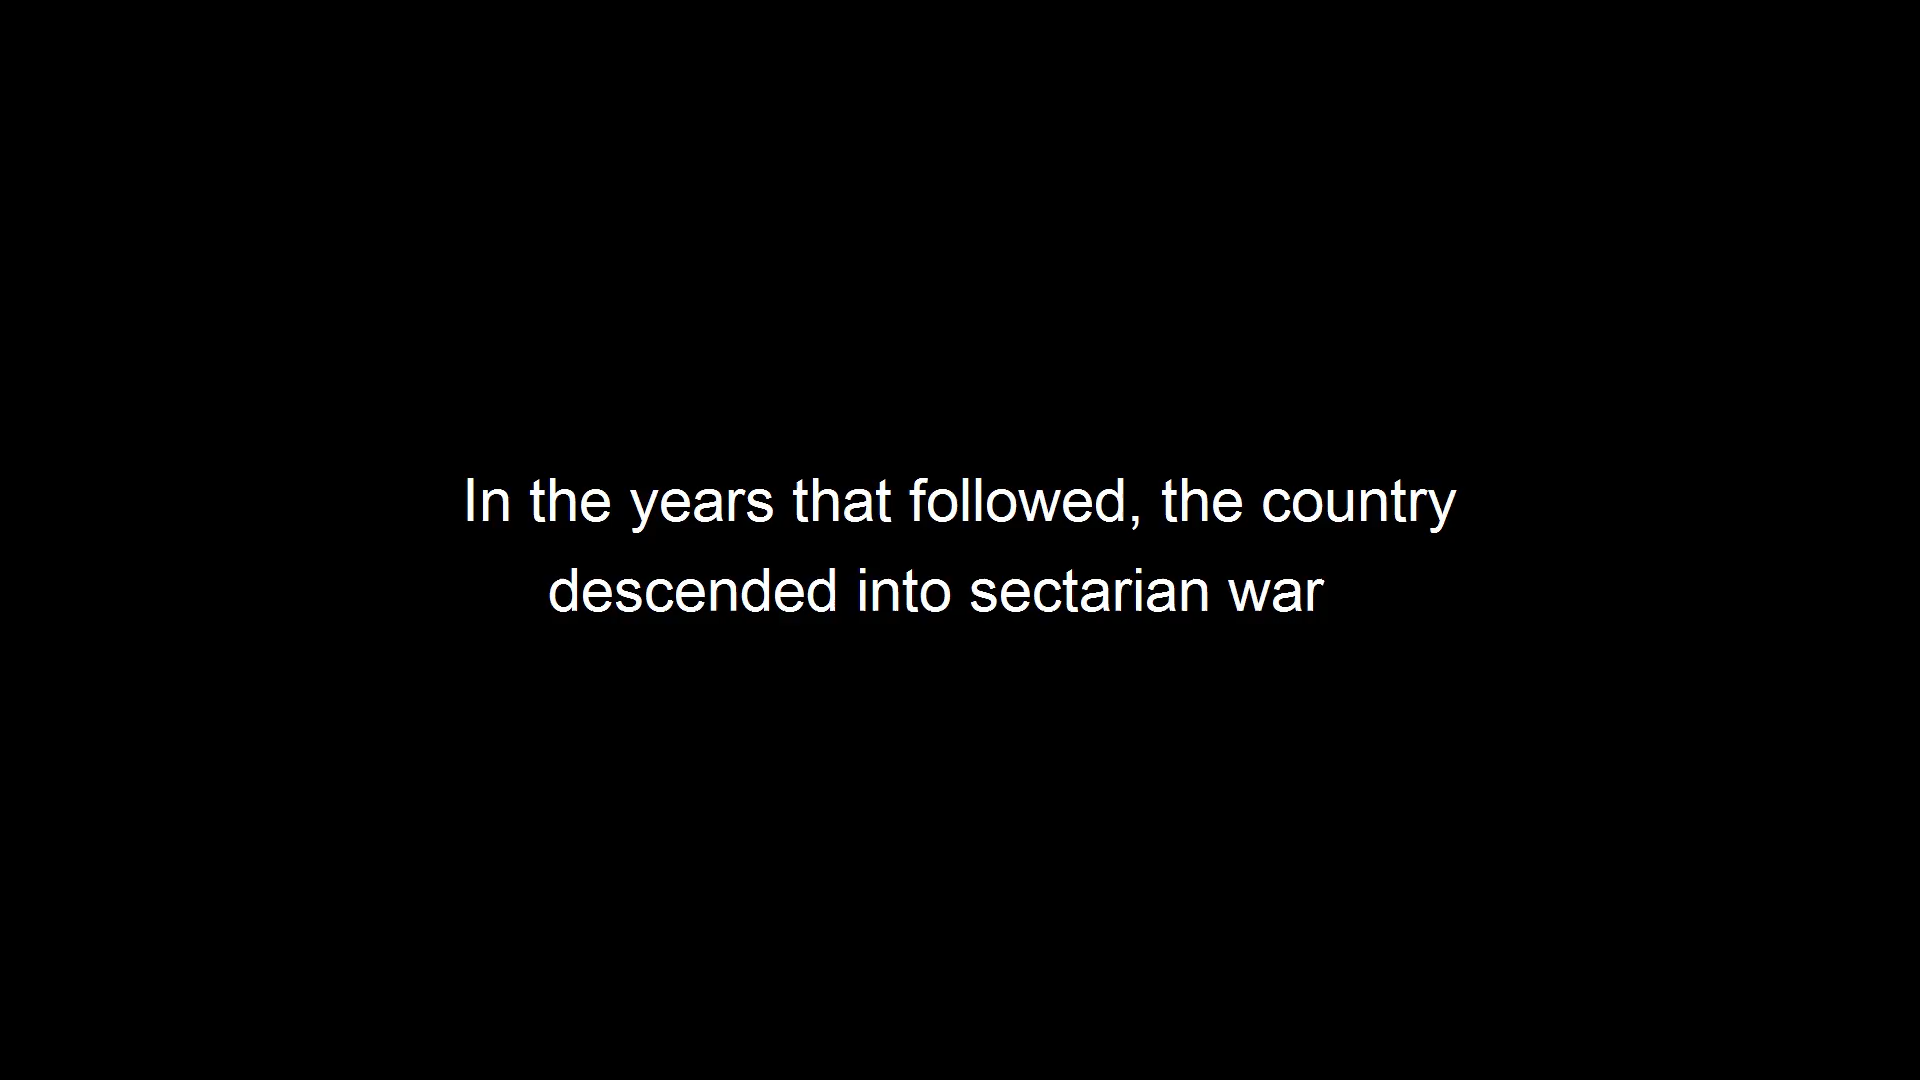 In the years that followed, the country
descended into sectarian war